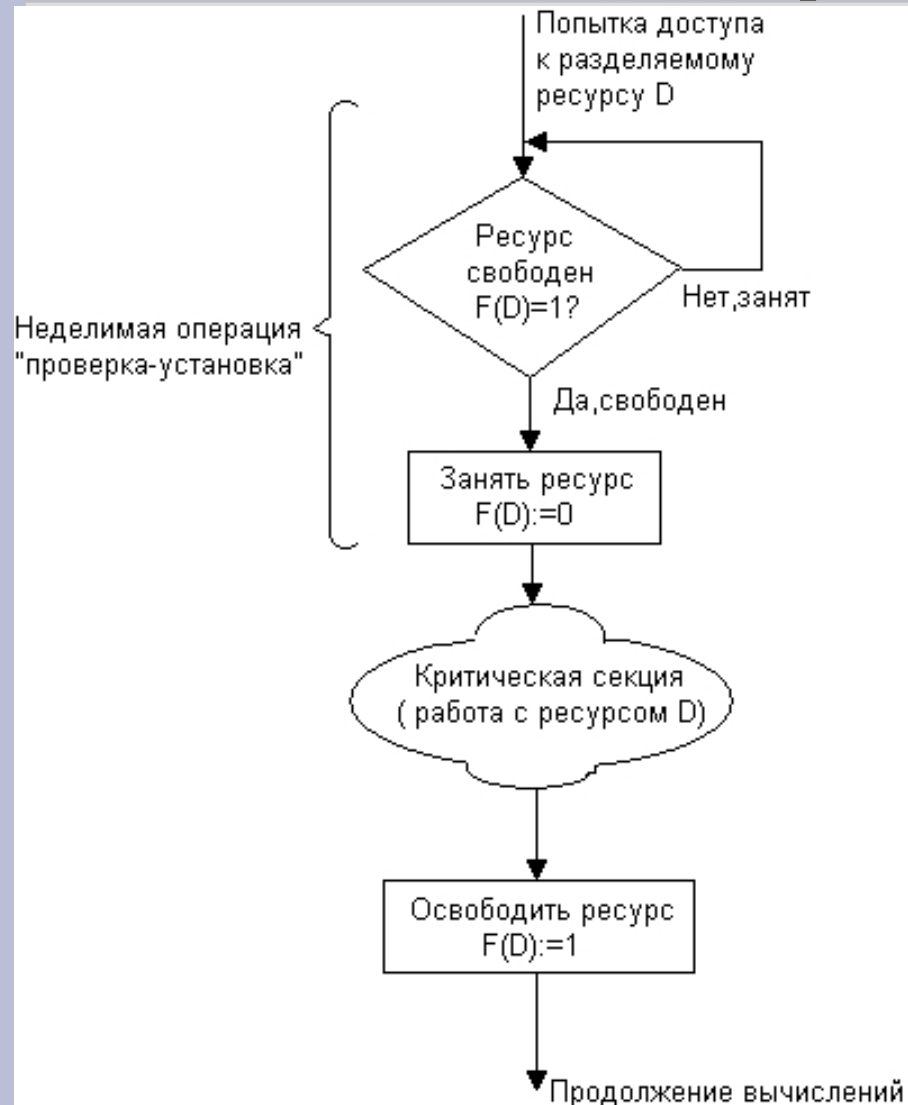 Попытка доступа
к разделяемому
ресурсу D
Ресурс
свободен
F(D)=1?
Нет,занят
Неделимая операция
"проверка-установка"
Да,свободен
Занять ресурс
F(D):=0
Критическая секция
( работа с ресурсом D)
Освободить ресурс
F(D):=1
Продолжение вычислений